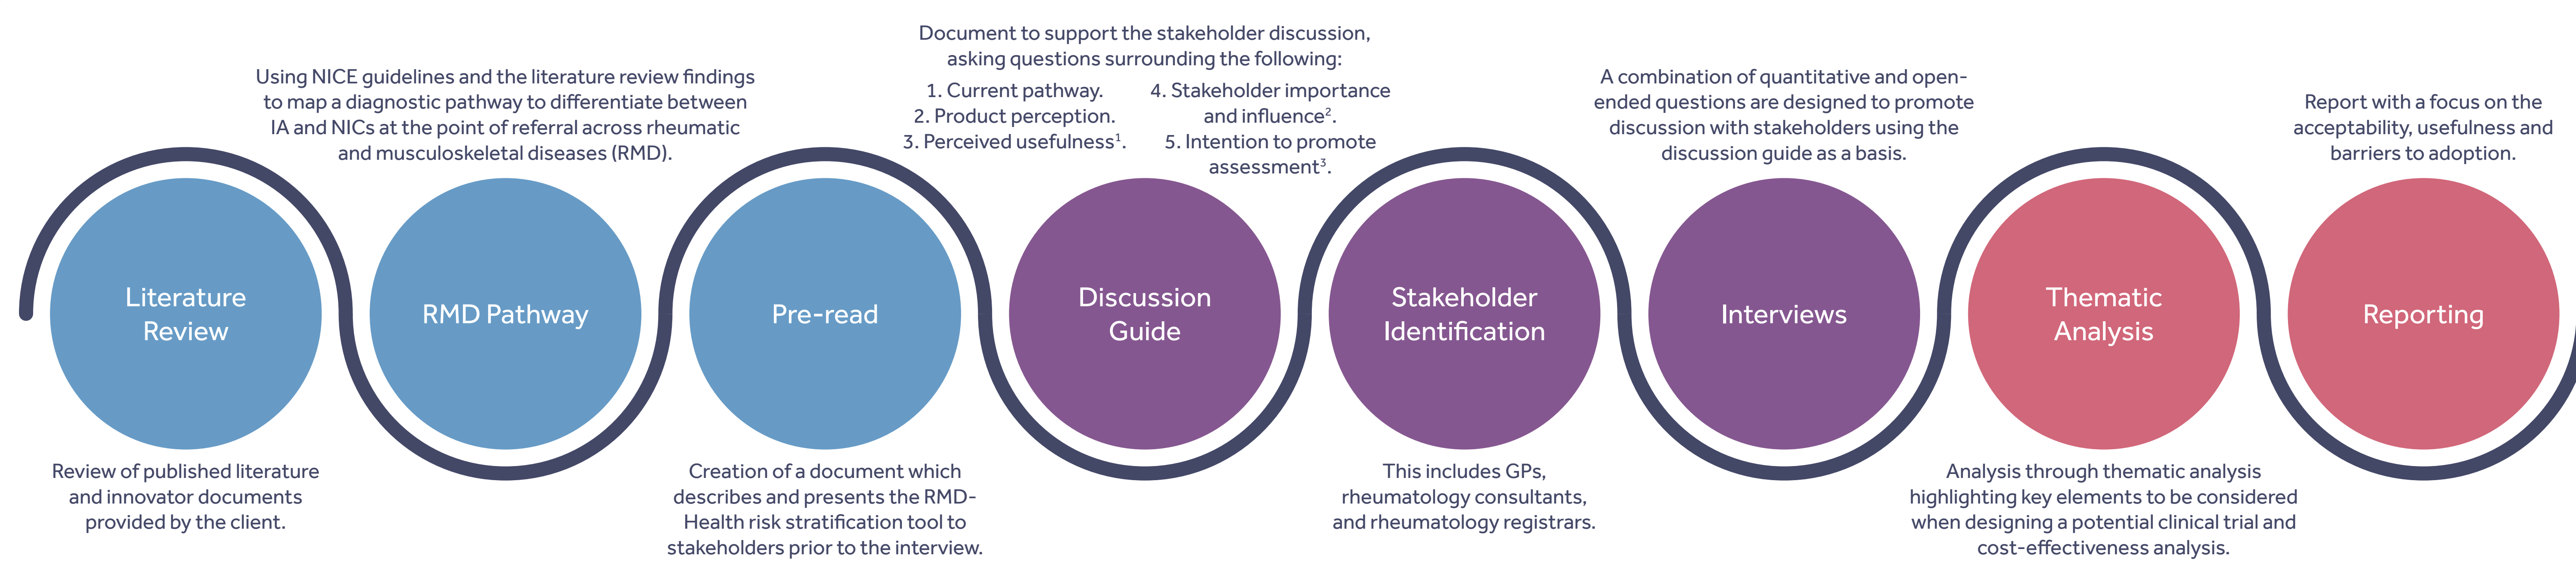 Literature
Review
Review of published literature
and innovator documents
provided by the client.
Using NICE guidelines and the literature review findings
to map a diagnostic pathway to differentiate between
IA and NICs at the point of referral across rheumatic
and musculoskeletal diseases (RMD).
RMD Pathway
Pre-read
Creation of a document which
describes and presents the RMD-
Health risk stratification tool to
stakeholders prior to the interview.
Document to support the stakeholder discussion,
asking questions surrounding the following:
1. Current pathway.
2. Product perception.
3. Perceived usefulness¹.
4. Stakeholder importance
and influence².
5. Intention to promote
assessment³.
Discussion
Guide
Stakeholder
Identification
This includes GPs,
rheumatology consultants,
and rheumatology registrars.
A combination of quantitative and open-
ended questions are designed to promote
discussion with stakeholders using the
discussion guide as a basis.
Interviews
Thematic
Analysis
Analysis through thematic analysis
highlighting key elements to be considered
when designing a potential clinical trial and
cost-effectiveness analysis.
Report with a focus on the
acceptability, usefulness and
barriers to adoption.
Reporting